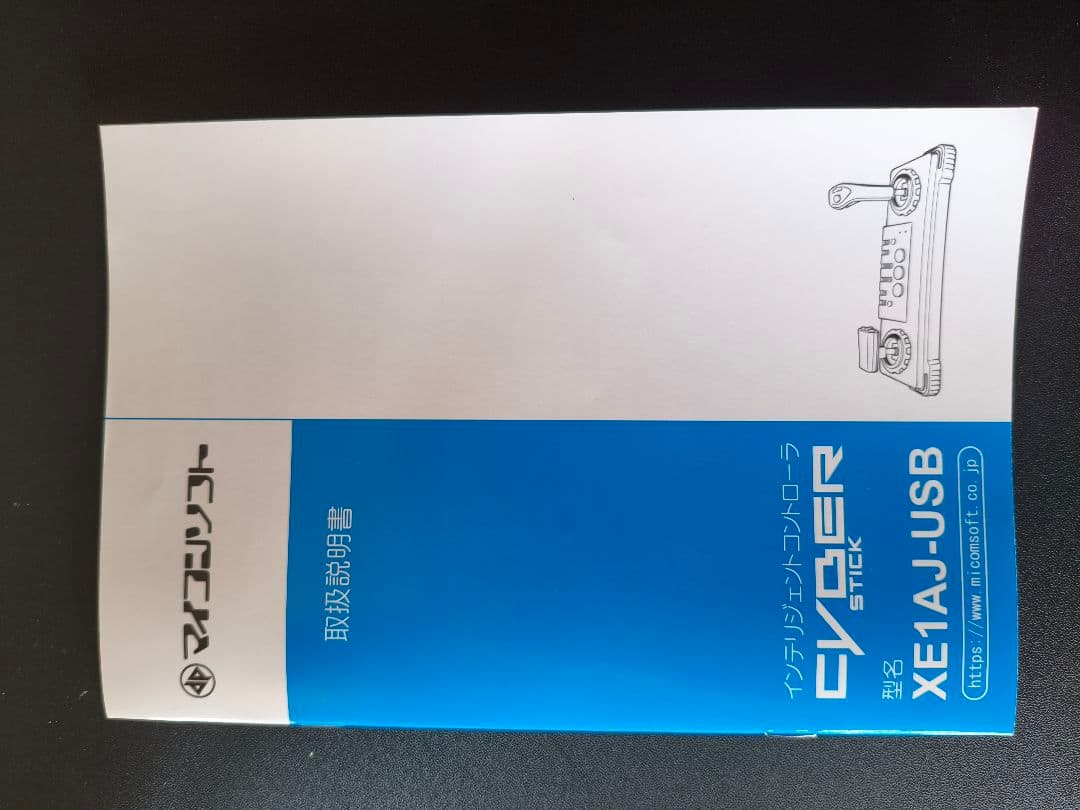 マイコンソフト
取扱説明書
インテリジェントコントローラ
CYBER
STICK
型名
XE1AJ-USB
https://www.micomsoft.co.jp